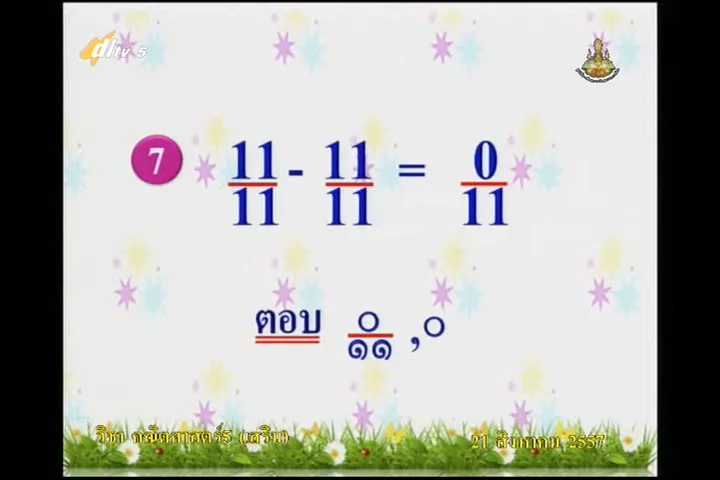 dltv 5
7 11/11 - 11/11 = 0/11
ตอบ ๐/๑๑ ,๐
วิชา คณิตศาสตร์ (เสริม) 21 สิงหาคม 2557